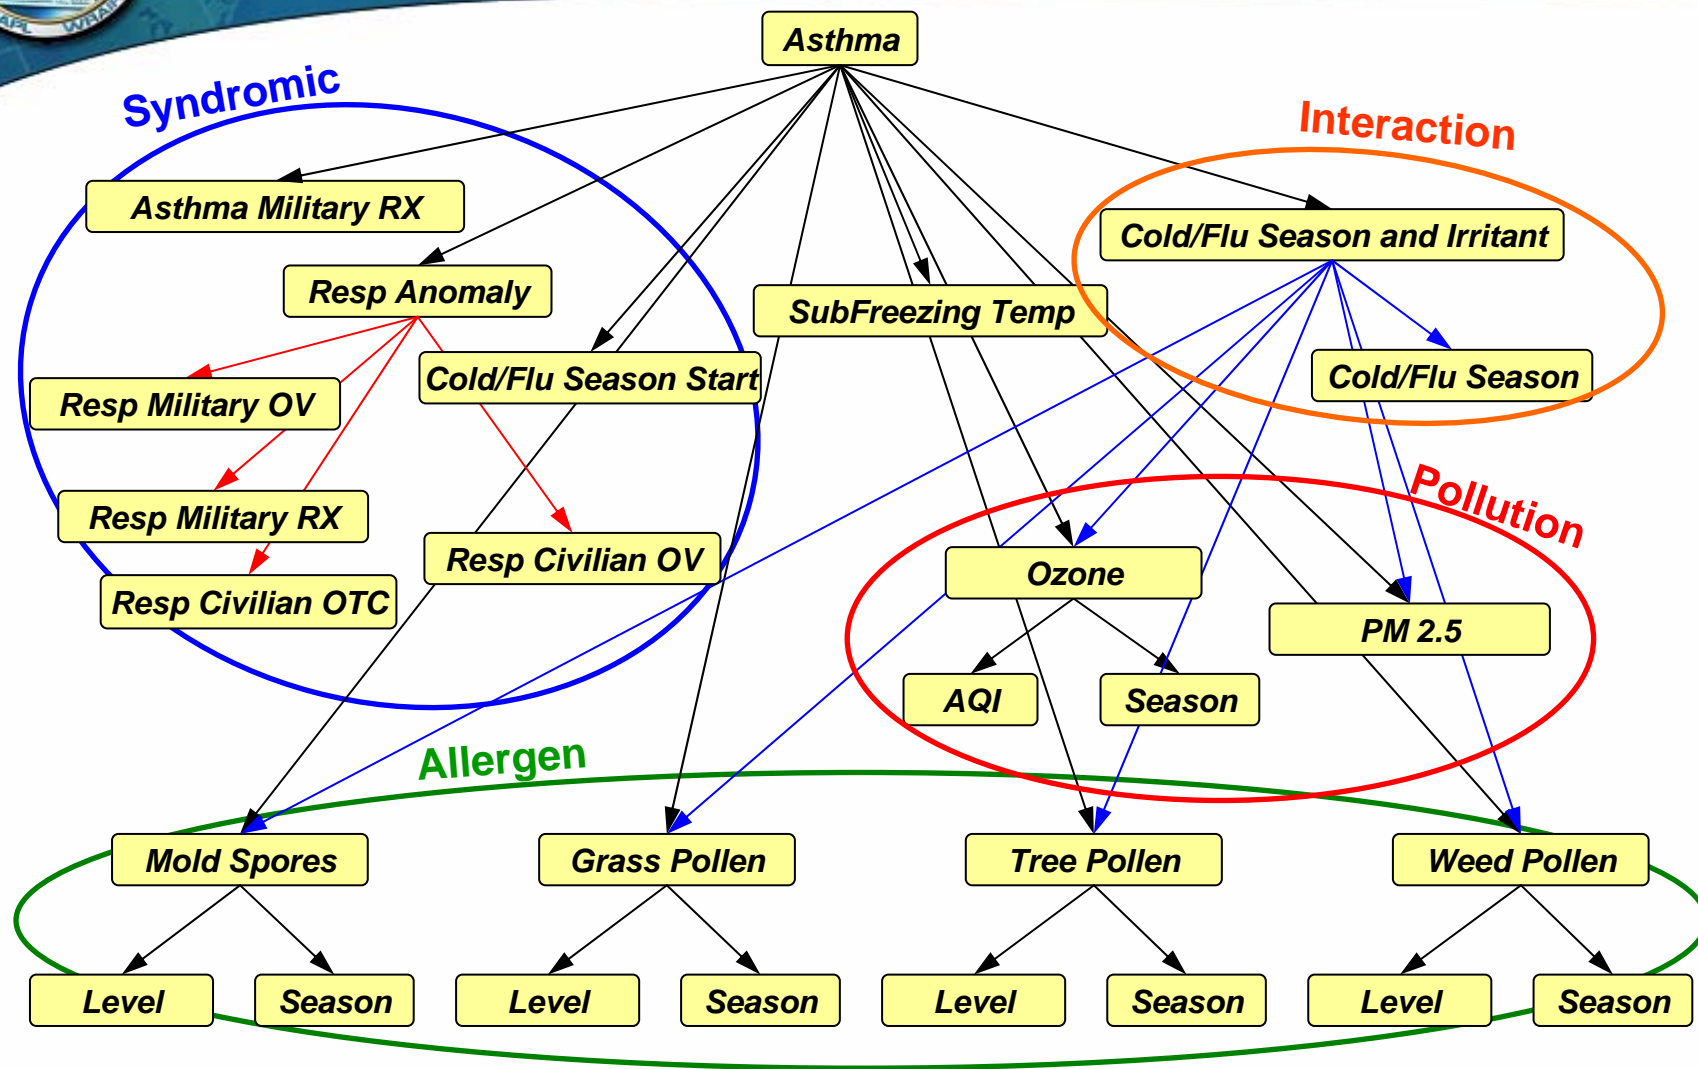 APL WRAIR
Asthma
Syndromic
Interaction
Asthma Military RX
Cold/Flu Season and Irritant
Resp Anomaly
SubFreezing Temp
Cold/Flu Season Start
Cold/Flu Season
Resp Military OV
Pollution
Resp Military RX
Resp Civilian OV
Ozone
Resp Civilian OTC
PM 2.5
AQI
Season
Allergen
Mold Spores
Grass Pollen
Tree Pollen
Weed Pollen
Level
Season
Level
Season
Level
Season
Level
Season